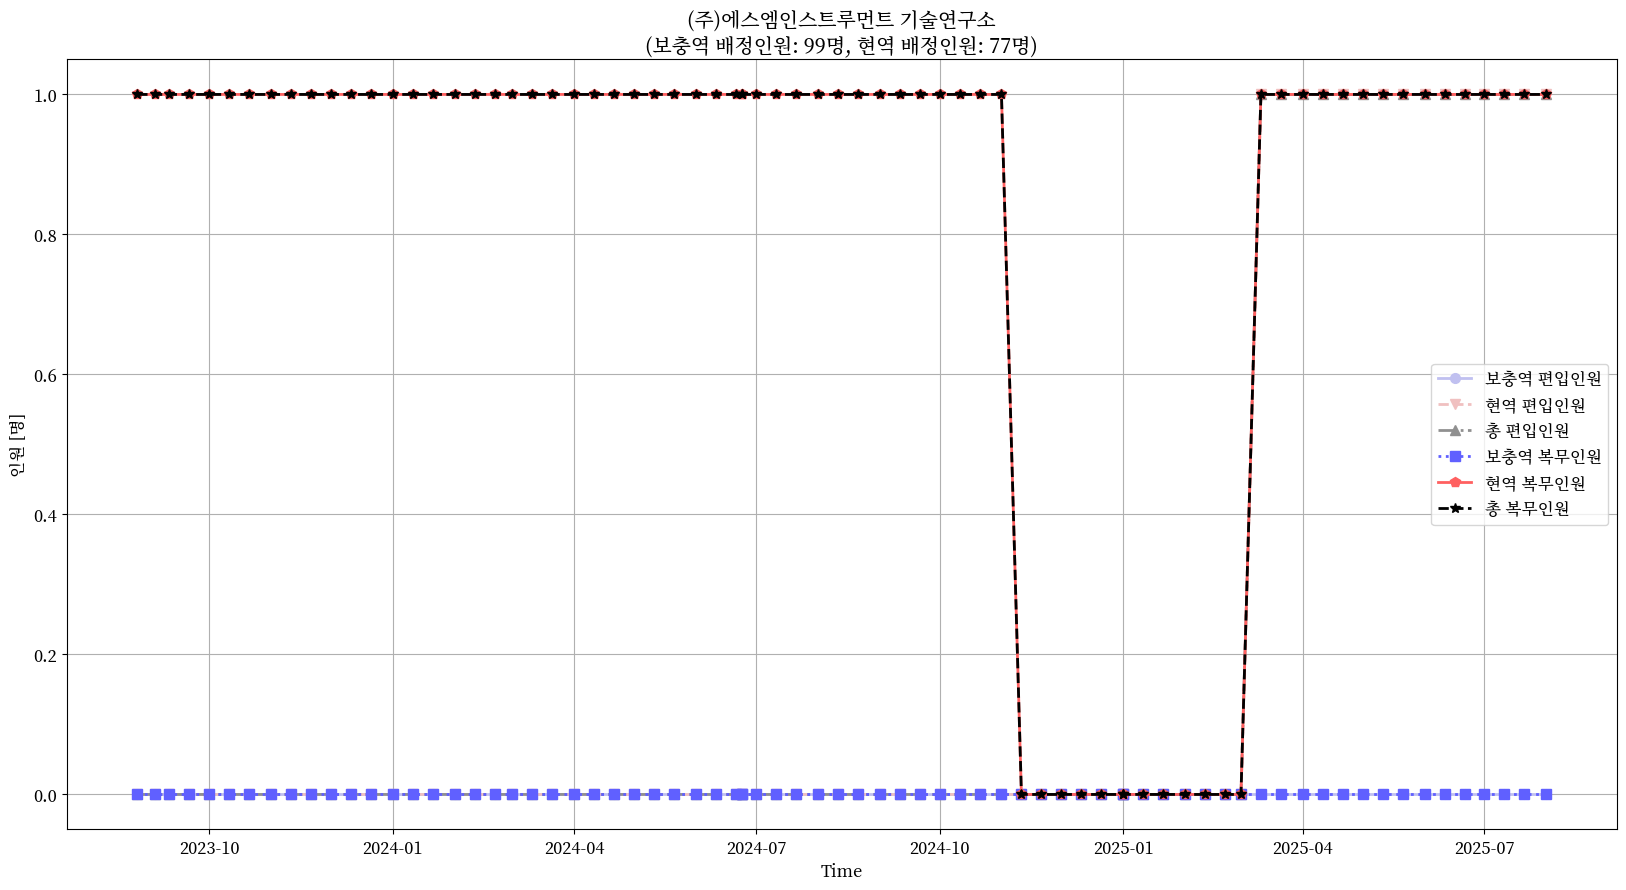 (주)에스엠인스트루먼트 기술연구소
(보충역 배정인원: 99명, 현역 배정인원: 77명)
인원 [명]
1.0
0.8
0.6
0.4
0.2
0.0
보충역 편입인원
현역 편입인원
총 편입인원
보충역 복무인원
현역 복무인원
총 복무인원
2023-10
2024-01
2024-04
2024-07
2024-10
2025-01
2025-04
2025-07
Time